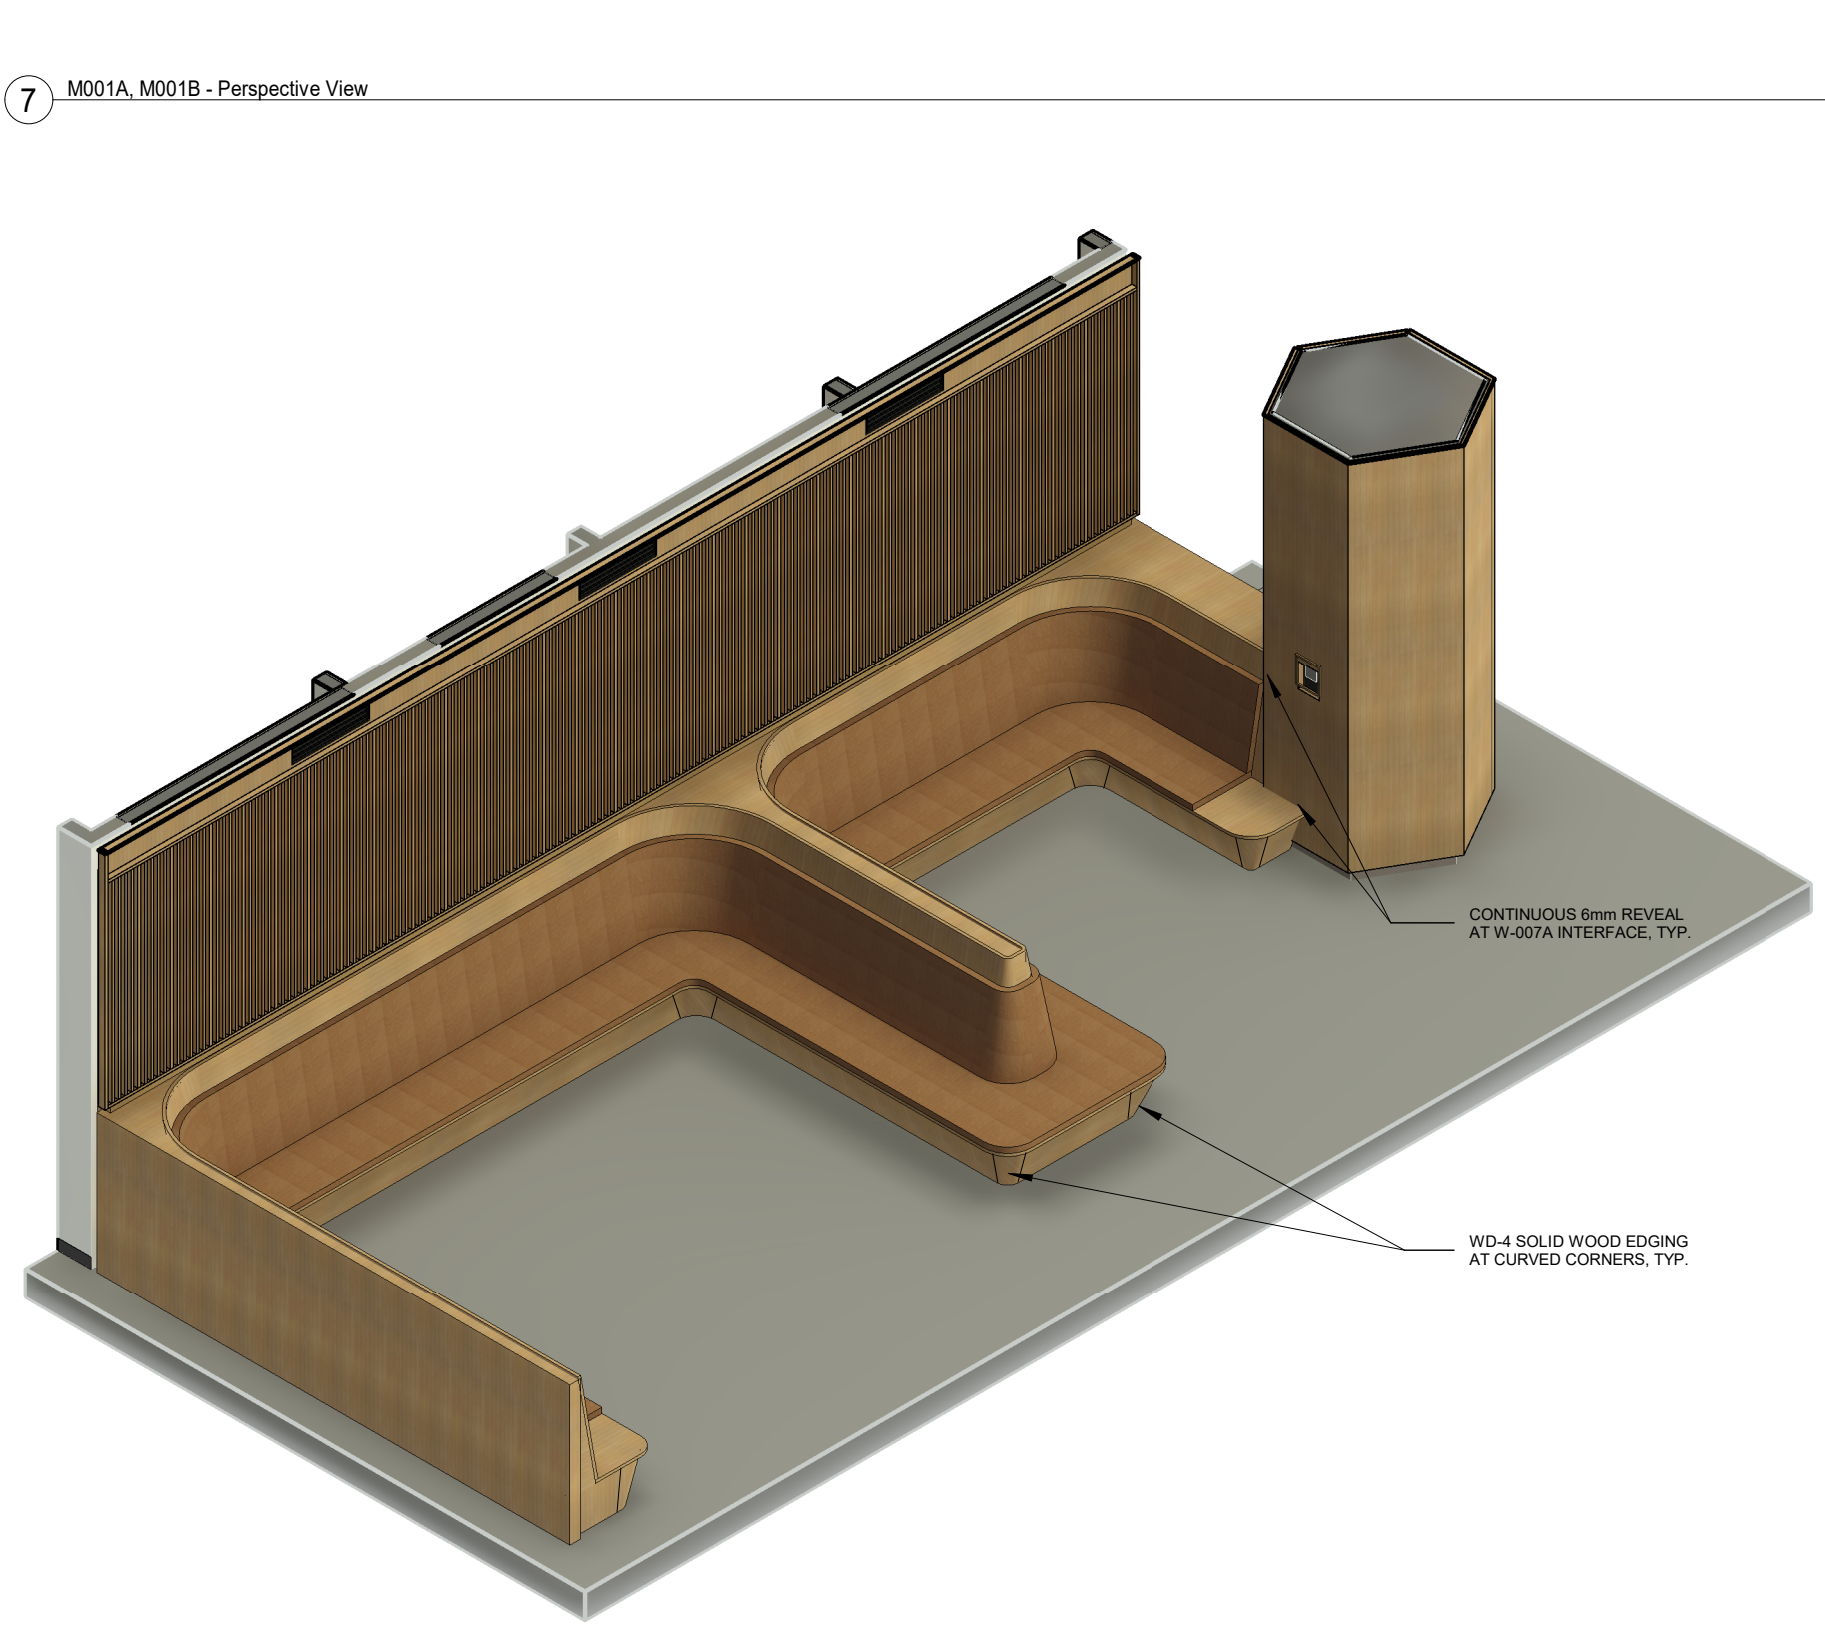 7
M001A, M001B - Perspective View
CONTINUOUS 6mm REVEAL
AT W-007A INTERFACE, TYP.
WD-4 SOLID WOOD EDGING
AT CURVED CORNERS, TYP.